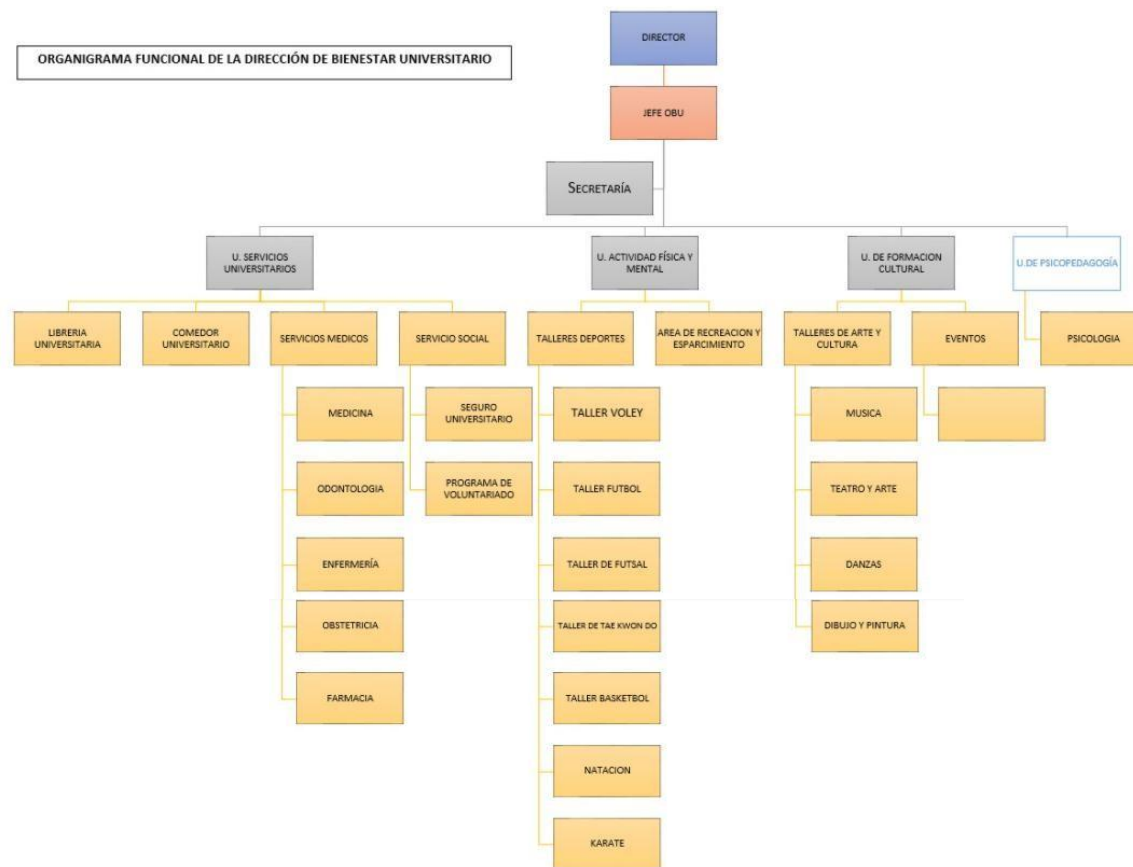 ORGANIGRAMA FUNCIONAL DE LA DIRECCIÓN DE BIENESTAR UNIVERSITARIO
DIRECTOR
JEFE OBU
SECRETARÍA
U. SERVICIOS
UNIVERSITARIOS
U. ACTIVIDAD FÍSICA Y
MENTAL
U. DE FORMACION
CULTURAL
U.DE PSICOPEDAGOGÍA
LIBRERIA
UNIVERSITARIA
COMEDOR
UNIVERSITARIO
SERVICIOS MEDICOS
SERVICIO SOCIAL
TALLERES DEPORTES
AREA DE RECREACION Y
ESPARCIMIENTO
TALLERES DE ARTE Y
CULTURA
EVENTOS
PSICOLOGIA
MEDICINA
SEGURO
UNIVERSITARIO
TALLER VOLEY
MUSICA
ODONTOLOGIA
PROGRAMA DE
VOLUNTARIADO
TALLER FUTBOL
TEATRO Y ARTE
ENFERMERÍA
TALLER DE FUTSAL
DANZAS
OBSTETRICIA
TALLER DE TAE KWON DO
DIBUJO Y PINTURA
FARMACIA
TALLER BASKETBOL
NATACION
KARATE